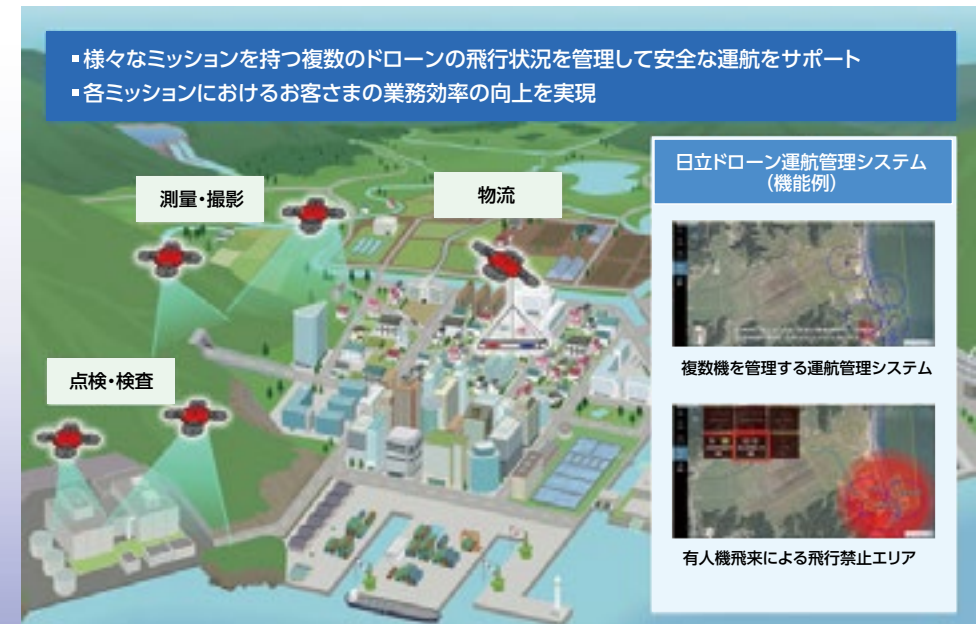 ▪様々なミッションを持つ複数のドローンの飛行状況を管理して安全な運航をサポート
▪各ミッションにおけるお客さまの業務効率の向上を実現
測量・撮影
物流
点検・検査
日立ドローン運航管理システム
(機能例)
複数機を管理する運航管理システム
有人機飛来による飛行禁止エリア